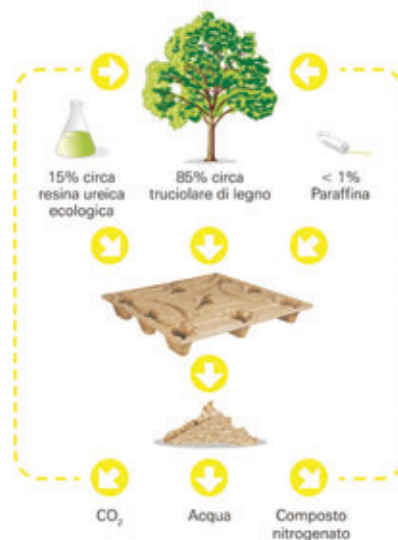 15% circa
resina ureica
ecologica
85% circa
truciolare di legno
< 1%
Paraffina
CO₂
Acqua
Composto
nitrogenato